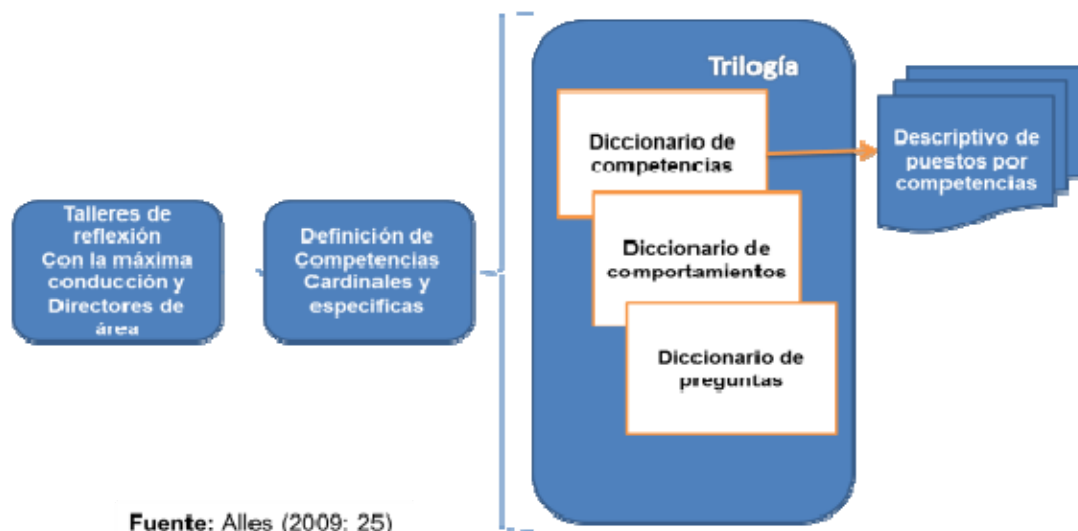 Trilogía
Diccionario de
competencias
Descriptivo de
puestos por
competencias
Talleres de
reflexión
Con la máxima
conducción y
Directores de
área
Definición de
Competencias
Cardinales y
especificas
Diccionario de
comportamientos
Diccionario de
preguntas
Fuente: Alles (2009: 25)